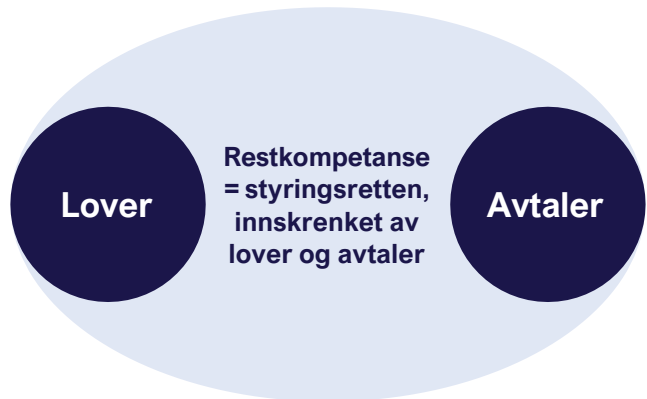 Lover
Restkompetanse
= styringsretten,
innskrenket av
lover og avtaler
Avtaler